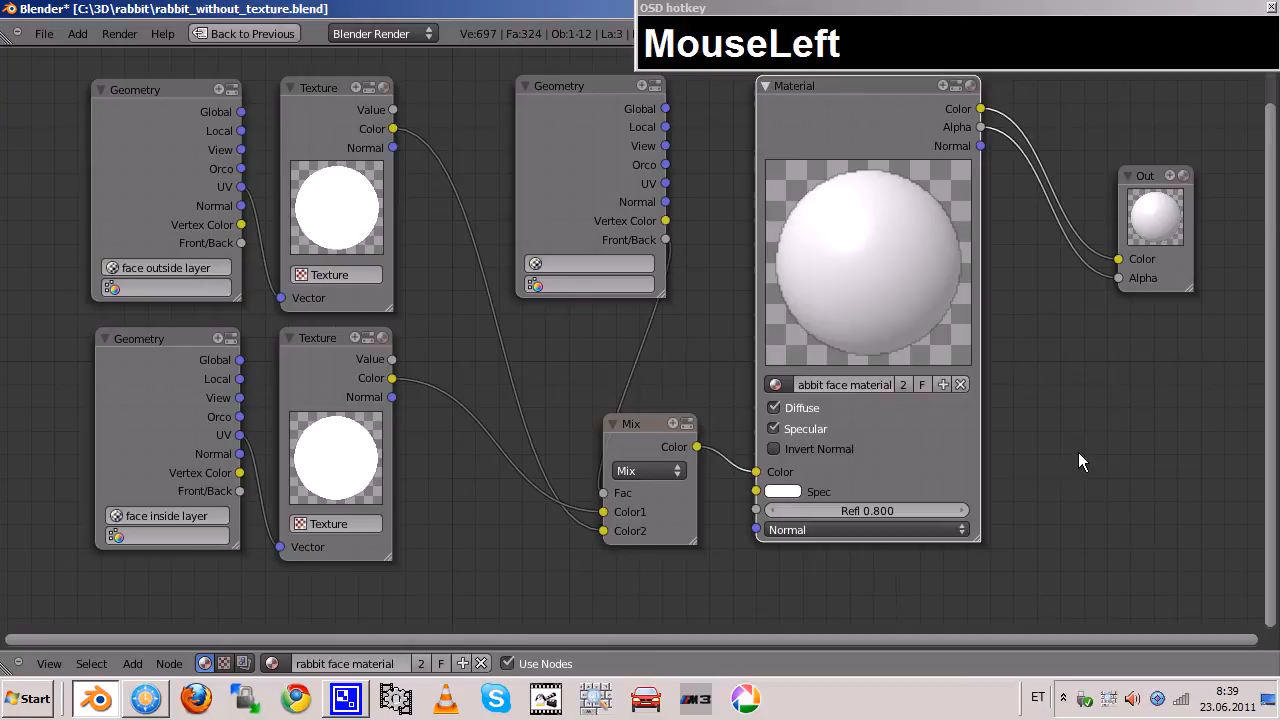 Blender* [C:\3D\rabbit\rabbit_without_texture.blend]
OSD hotkey
MouseLeft
File Add Render Help Back to Previous Blender Render Ve:697 | Fa:324 | Ob:1-12 | La:3 |
Geometry
Global
Local
View
Orco
UV
Normal
Vertex Color
Front/Back
face outside layer
Texture
Value
Color
Normal
Texture
Vector
Geometry
Global
Local
View
Orco
UV
Normal
Vertex Color
Front/Back
Material
Color
Alpha
Normal
abbit face material 2 F
Diffuse
Specular
Invert Normal
Color
Spec
Refl 0.800
Normal
Out
Color
Alpha
Geometry
Global
Local
View
Orco
UV
Normal
Vertex Color
Front/Back
face inside layer
Texture
Value
Color
Normal
Texture
Vector
Mix
Color
Mix
Fac
Color1
Color2
View Select Add Node rabbit face material 2 F Use Nodes
Start
M3
ET
8:39
23.06.2011